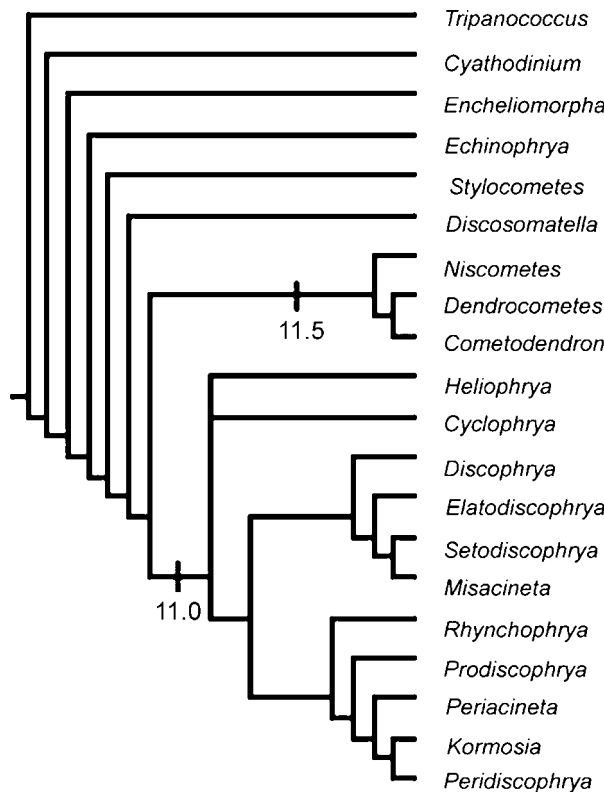 Tripanococcus
Cyathodinium
Encheliomorpha
Echinophrya
Stylocometes
Discosomatella
Niscometes
Dendrocometes
11.5
Cometodendron
Heliophrya
Cyclophrya
Discophrya
Elatodiscophrya
Setodiscophrya
Misacineta
11.0
Rhynchophrya
Prodiscophrya
Periacineta
Kormosia
Peridiscophrya